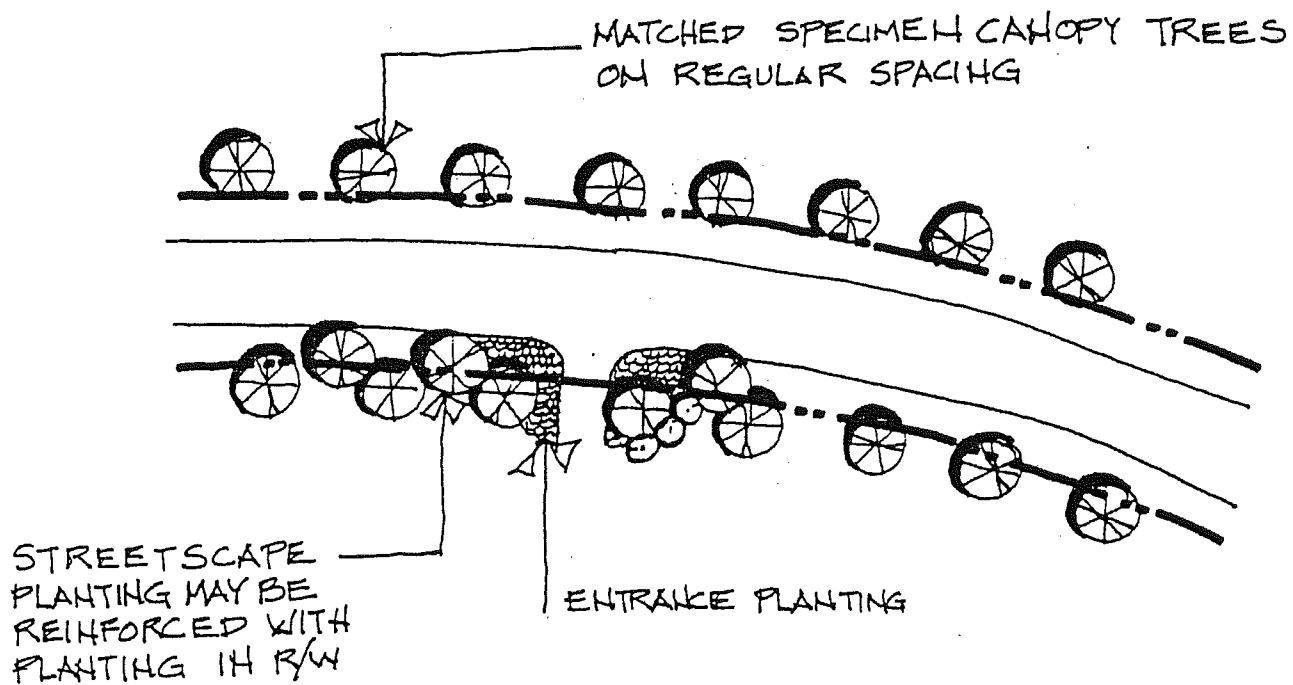 MATCHED SPECIMEN CANOPY TREES
ON REGULAR SPACING
STREETSCAPE
PLANTING MAY BE
REINFORCED WITH
PLANTING IN R/W
ENTRANCE PLANTING